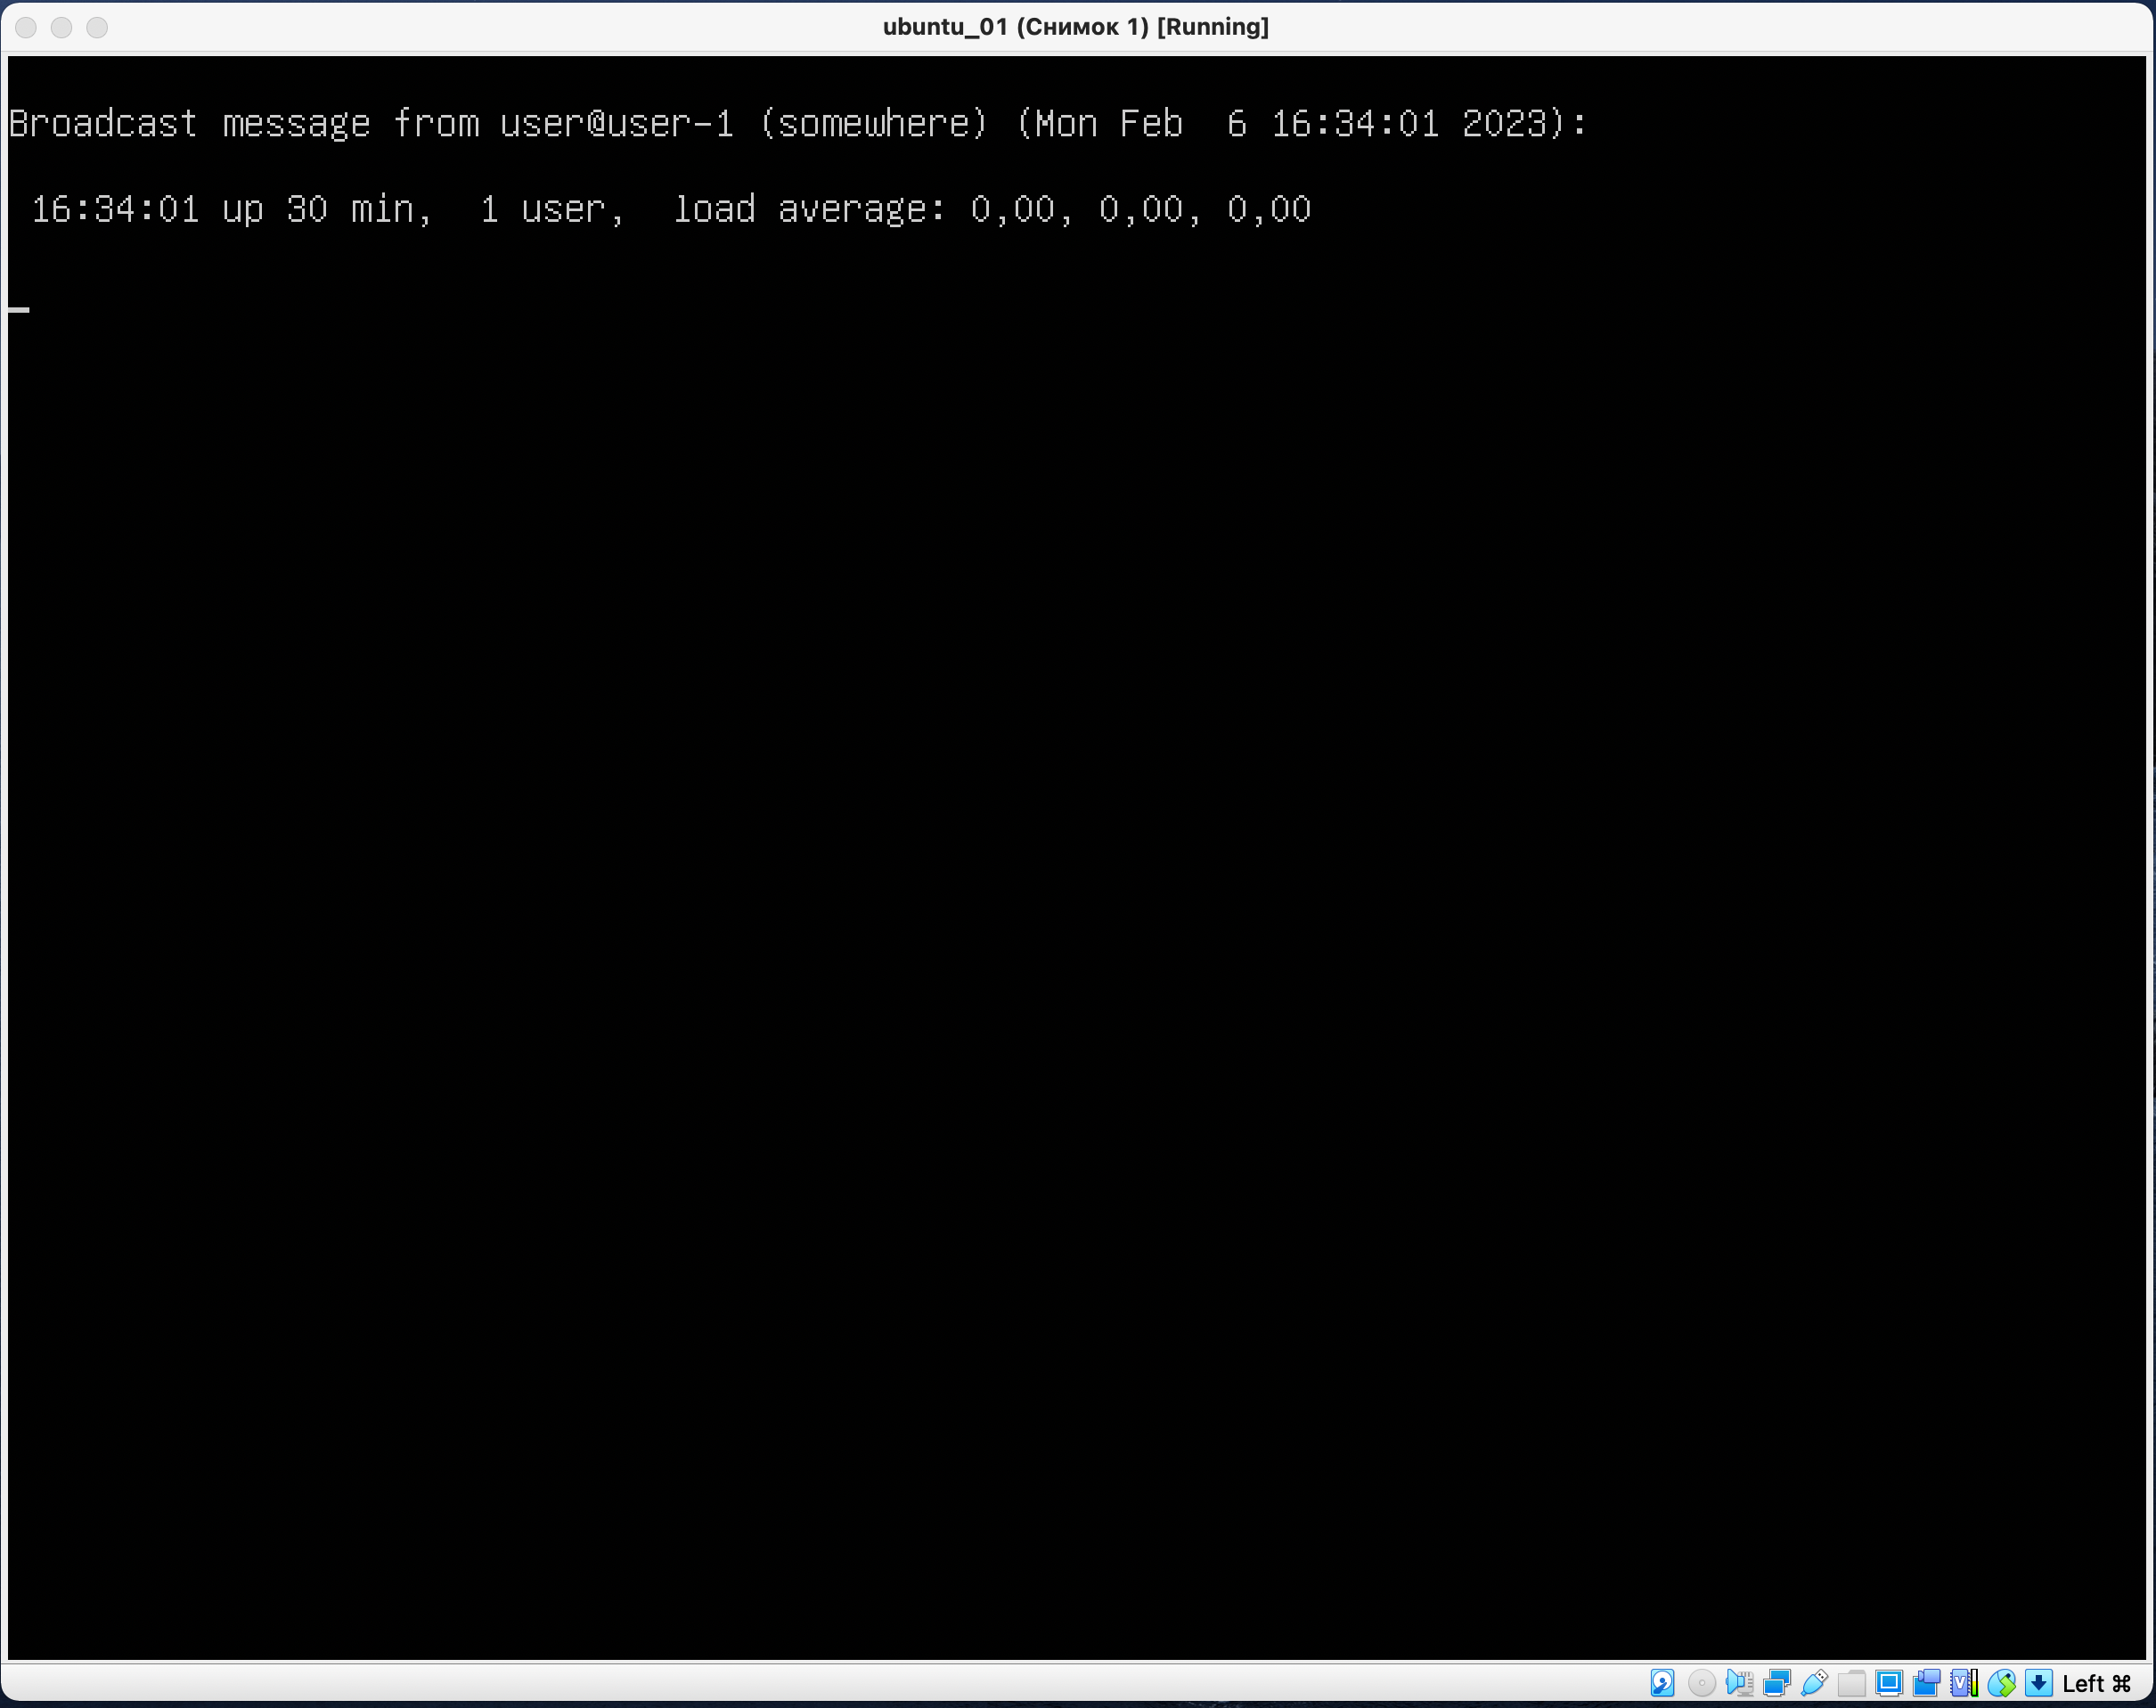 ubuntu_01 (Снимок 1) [Running]
Broadcast message from user@user-1 (somewhere) (Mon Feb  6 16:34:01 2023):
 16:34:01 up 30 min,  1 user,  load average: 0,00, 0,00, 0,00
Left ⌘